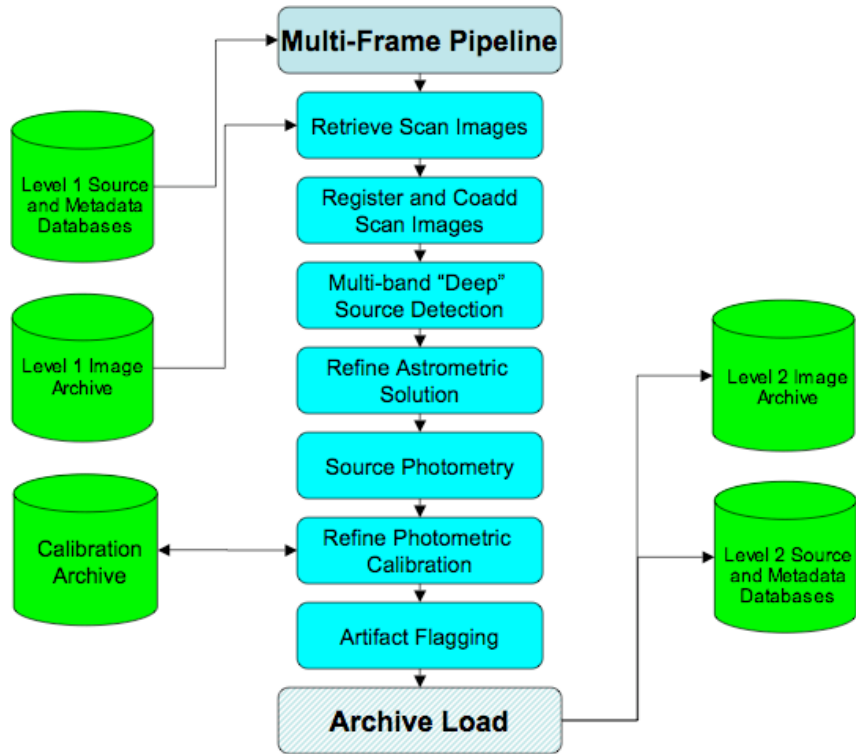 Multi-Frame Pipeline
Retrieve Scan Images
Register and Coadd
Scan Images
Multi-band “Deep”
Source Detection
Refine Astrometric
Solution
Source Photometry
Refine Photometric
Calibration
Artifact Flagging
Archive Load
Level 1 Source
and Metadata
Databases
Level 1 Image
Archive
Calibration
Archive
Level 2 Image
Archive
Level 2 Source
and Metadata
Databases